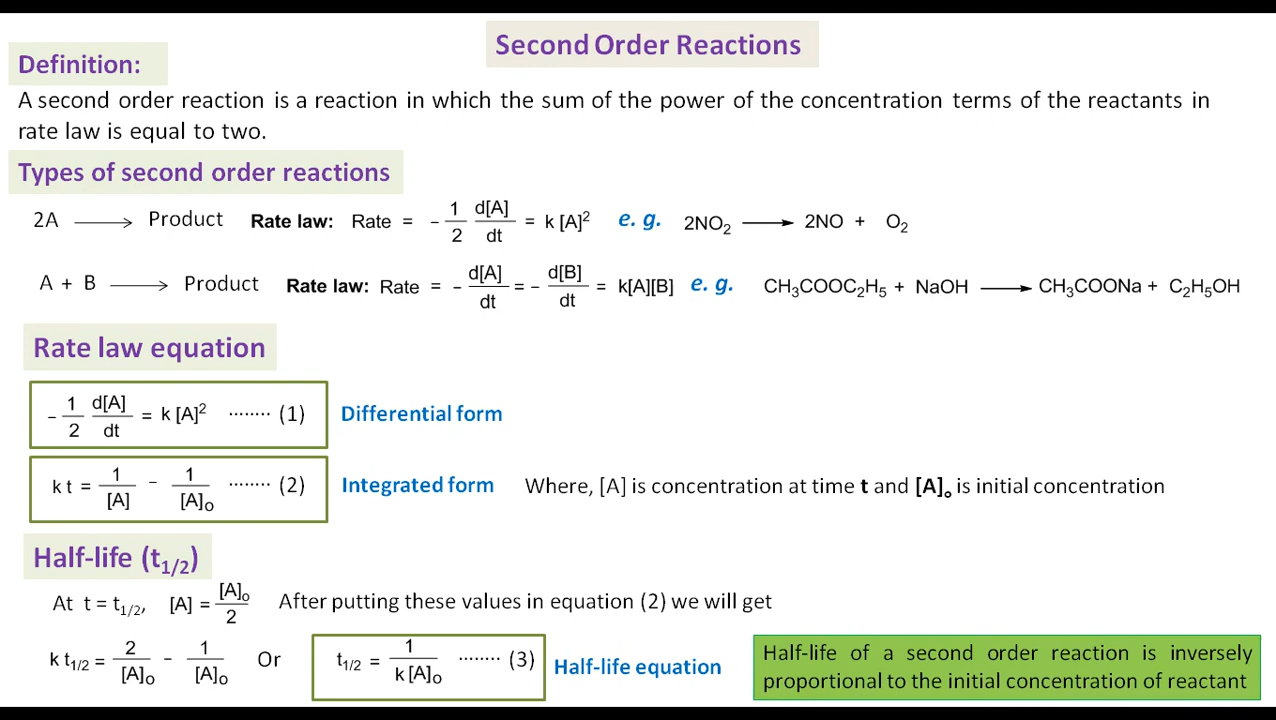 Second Order Reactions
Definition:
A second order reaction is a reaction in which the sum of the power of the concentration terms of the reactants in
rate law is equal to two.
Types of second order reactions
2A ⟶ Product Rate law: Rate = - 1/2 d[A]/dt = k [A]² e. g. 2NO₂ ⟶ 2NO + O₂
A + B ⟶ Product Rate law: Rate = - d[A]/dt = - d[B]/dt = k[A][B] e. g. CH₃COOC₂H₅ + NaOH ⟶ CH₃COONa + C₂H₅OH
Rate law equation
- 1/2 d[A]/dt = k [A]² ........ (1) Differential form
k t = 1/[A] - 1/[A]₀ ........ (2) Integrated form Where, [A] is concentration at time t and [A]₀ is initial concentration
Half-life (t₁/₂)
At t = t₁/₂, [A] = [A]₀/2 After putting these values in equation (2) we will get
k t₁/₂ = 2/[A]₀ - 1/[A]₀ Or t₁/₂ = 1/k [A]₀ ........ (3) Half-life equation
Half-life of a second order reaction is inversely
proportional to the initial concentration of reactant